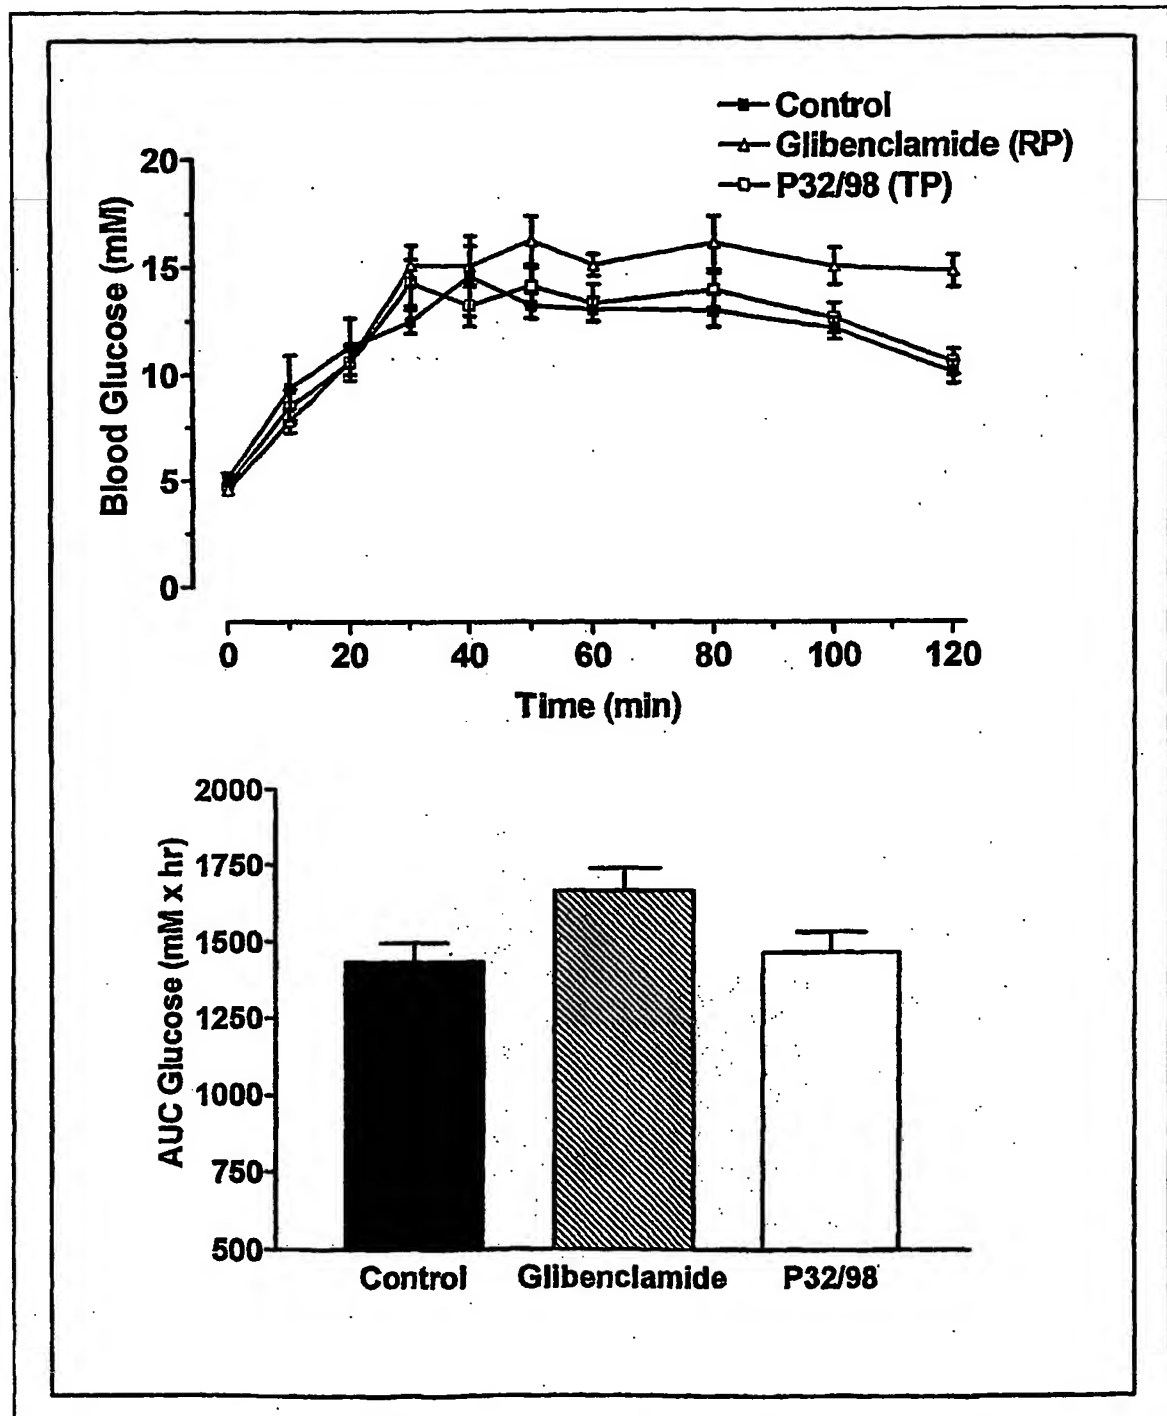 Control
Glibenclamide (RP)
P32/98 (TP)
Blood Glucose (mM)
20
15
10
5
0
0 20 40 60 80 100 120
Time (min)
AUC Glucose (mM x hr)
2000
1750
1500
1250
1000
750
500
Control Glibenclamide P32/98